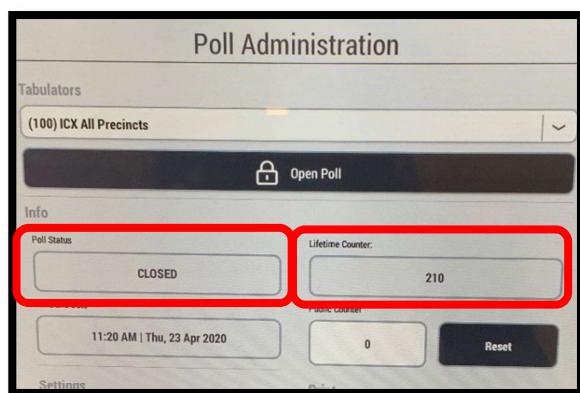 Poll Administration
Tabulators
(100) ICX All Precincts
Open Poll
Info
Poll Status
Lifetime Counter:
CLOSED
210
Public Counter
11:20 AM | Thu, 23 Apr 2020
0
Reset
Settings